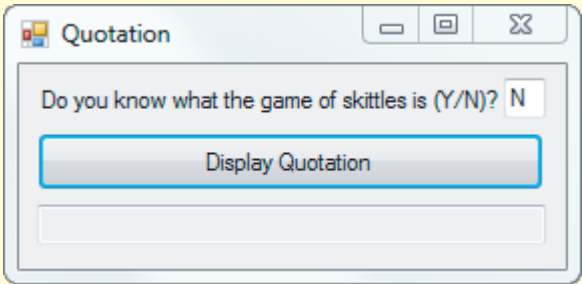 Quotation
Do you know what the game of skittles is (Y/N)? N
Display Quotation